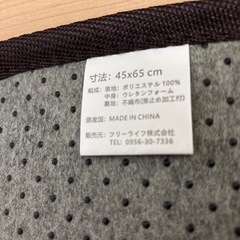 寸法: 45x65 cm
組成: 表地: ポリエステル100%
中身: ウレタンフォーム
裏地: 不織布(滑止め加工付)
原産国: MADE IN CHINA
販売元: フリーライフ株式会社
TEL: 0956-30-7336